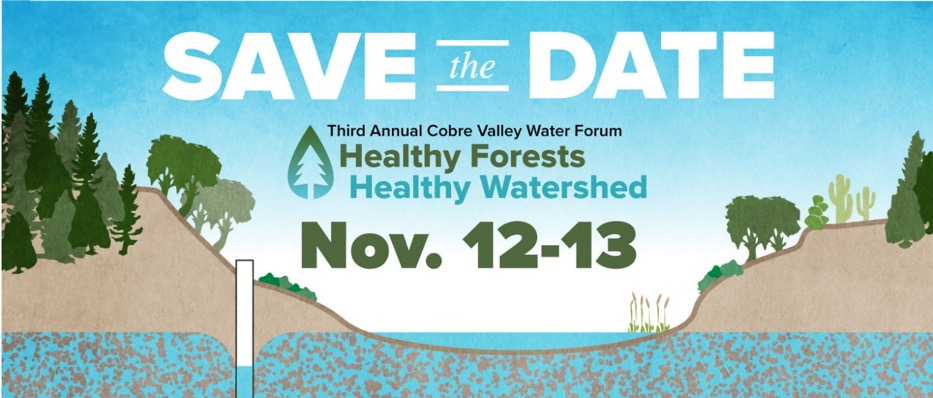 SAVE the DATE
Third Annual Cobre Valley Water Forum
Healthy Forests
Healthy Watershed
Nov. 12-13